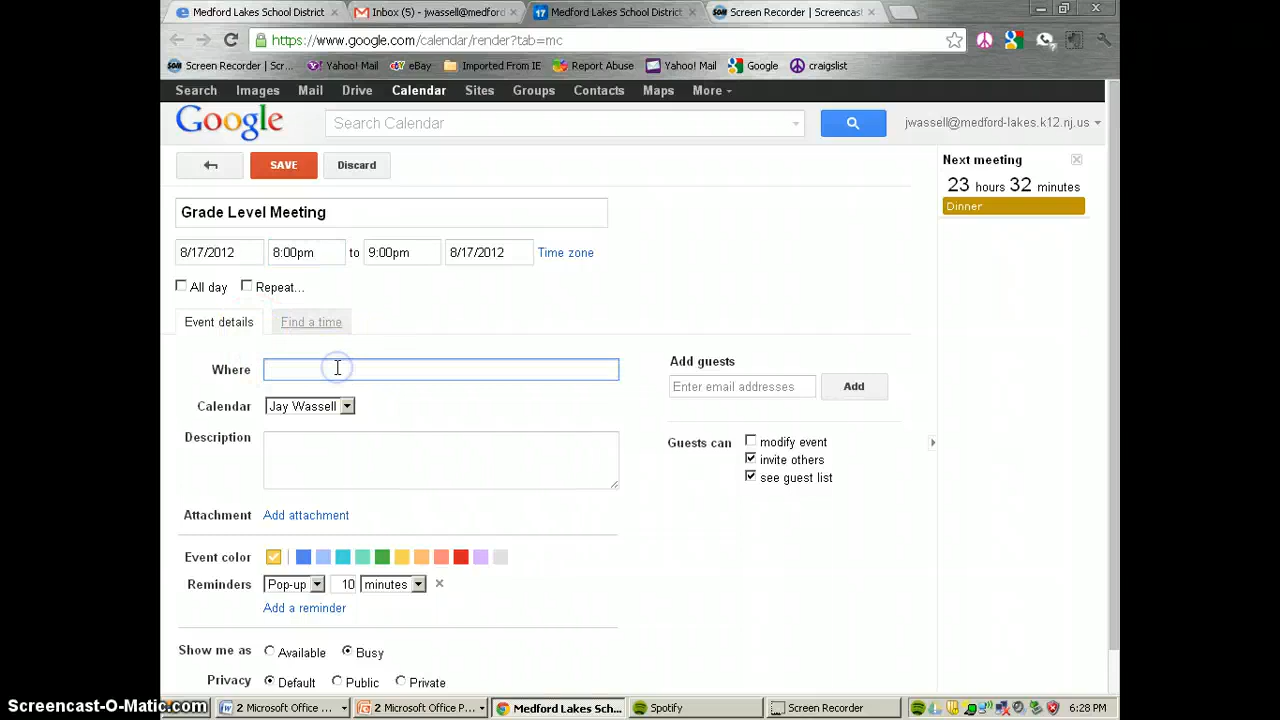 Medford Lakes School District
Inbox (5) - jwassell@medford
17 Medford Lakes School District
SOM Screen Recorder | Screencast
https://www.google.com/calendar/render?tab=mc
SOM Screen Recorder | Scr...
Yahoo! Mail
eBay
Imported From IE
Report Abuse
Yahoo! Mail
Google
craigslist
Search Images Mail Drive Calendar Sites Groups Contacts Maps More
Google
Search Calendar
jwassell@medford-lakes.k12.nj.us
SAVE
Discard
Next meeting
23 hours 32 minutes
Dinner
Grade Level Meeting
8/17/2012 8:00pm to 9:00pm 8/17/2012 Time zone
All day Repeat...
Event details Find a time
Where
Calendar Jay Wassell
Description
Attachment Add attachment
Event color
Reminders Pop-up 10 minutes
Add a reminder
Show me as Available Busy
Privacy Default Public Private
Add guests
Enter email addresses Add
Guests can modify event
invite others
see guest list
Screencast-O-Matic.com
2 Microsoft Office ...
2 Microsoft Office P...
Medford Lakes Sch...
Spotify
Screen Recorder
6:28 PM